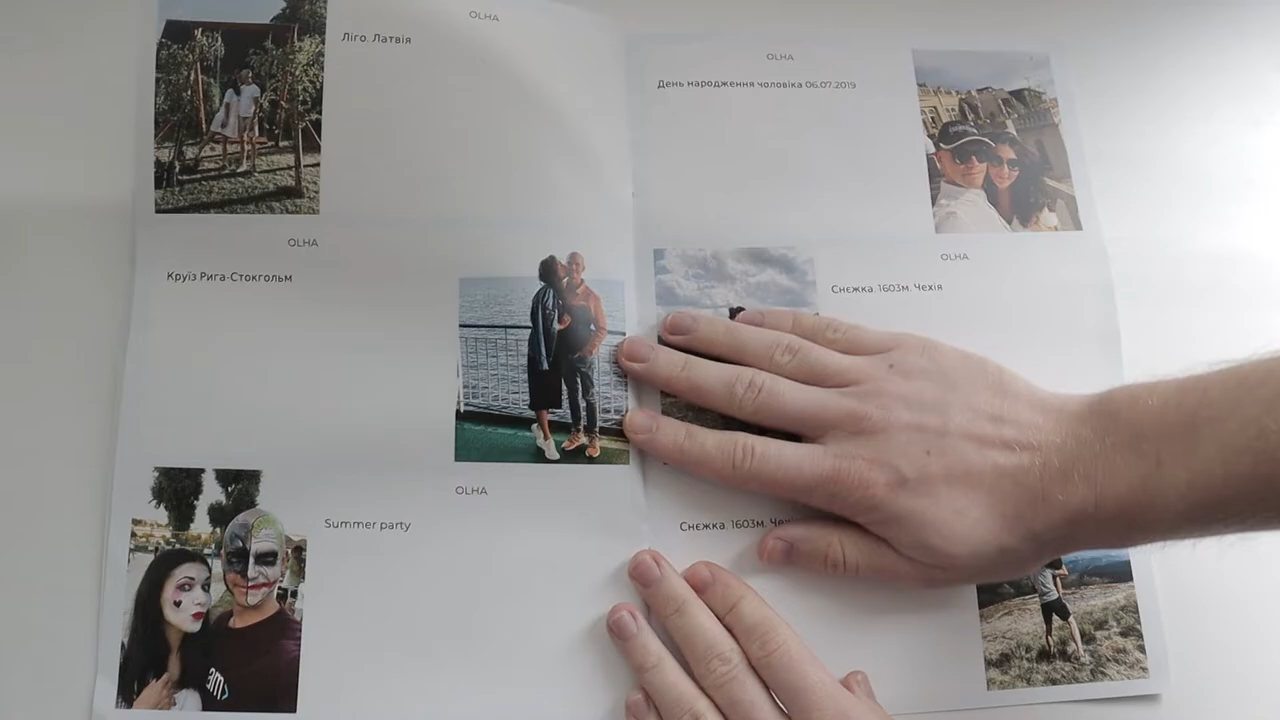 OLHA
Ліго. Латвія
OLHA
Круїз Рига-Стокгольм
OLHA
Summer party
OLHA
День народження чоловіка 06.07.2019
OLHA
Снєжка. 1603м. Чехія
Снєжка. 1603м.